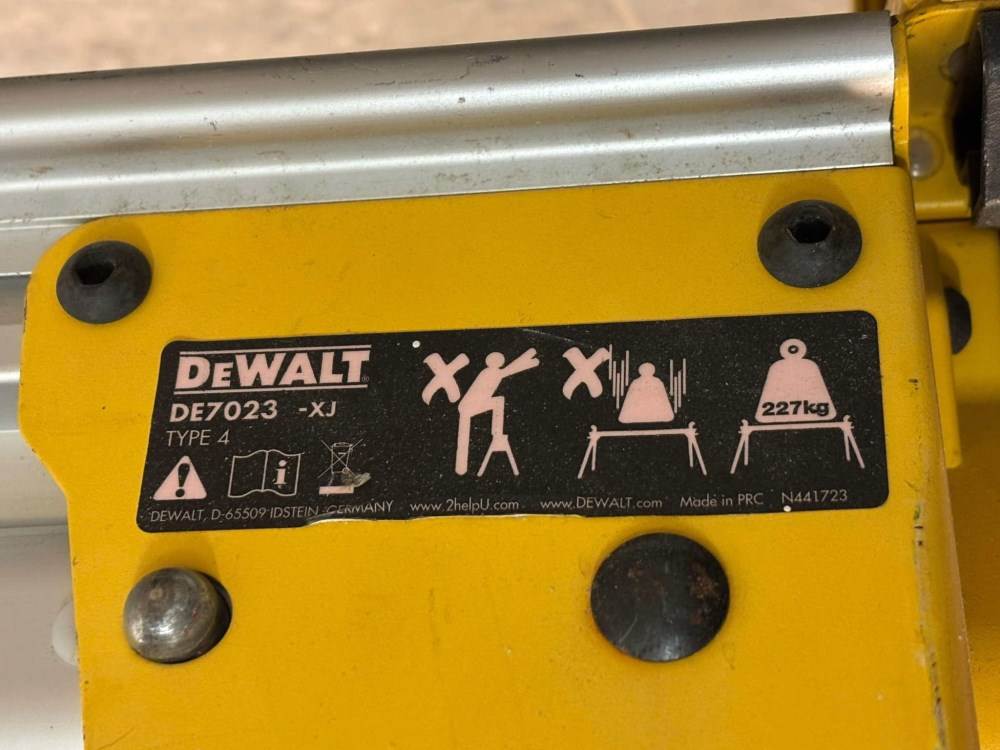 DEWALT
DE7023 -XJ
TYPE 4
227kg
DEWALT, D-65509 IDSTEIN -GERMANY www.2helpU.com www.DEWALT.com Made in PRC N441723